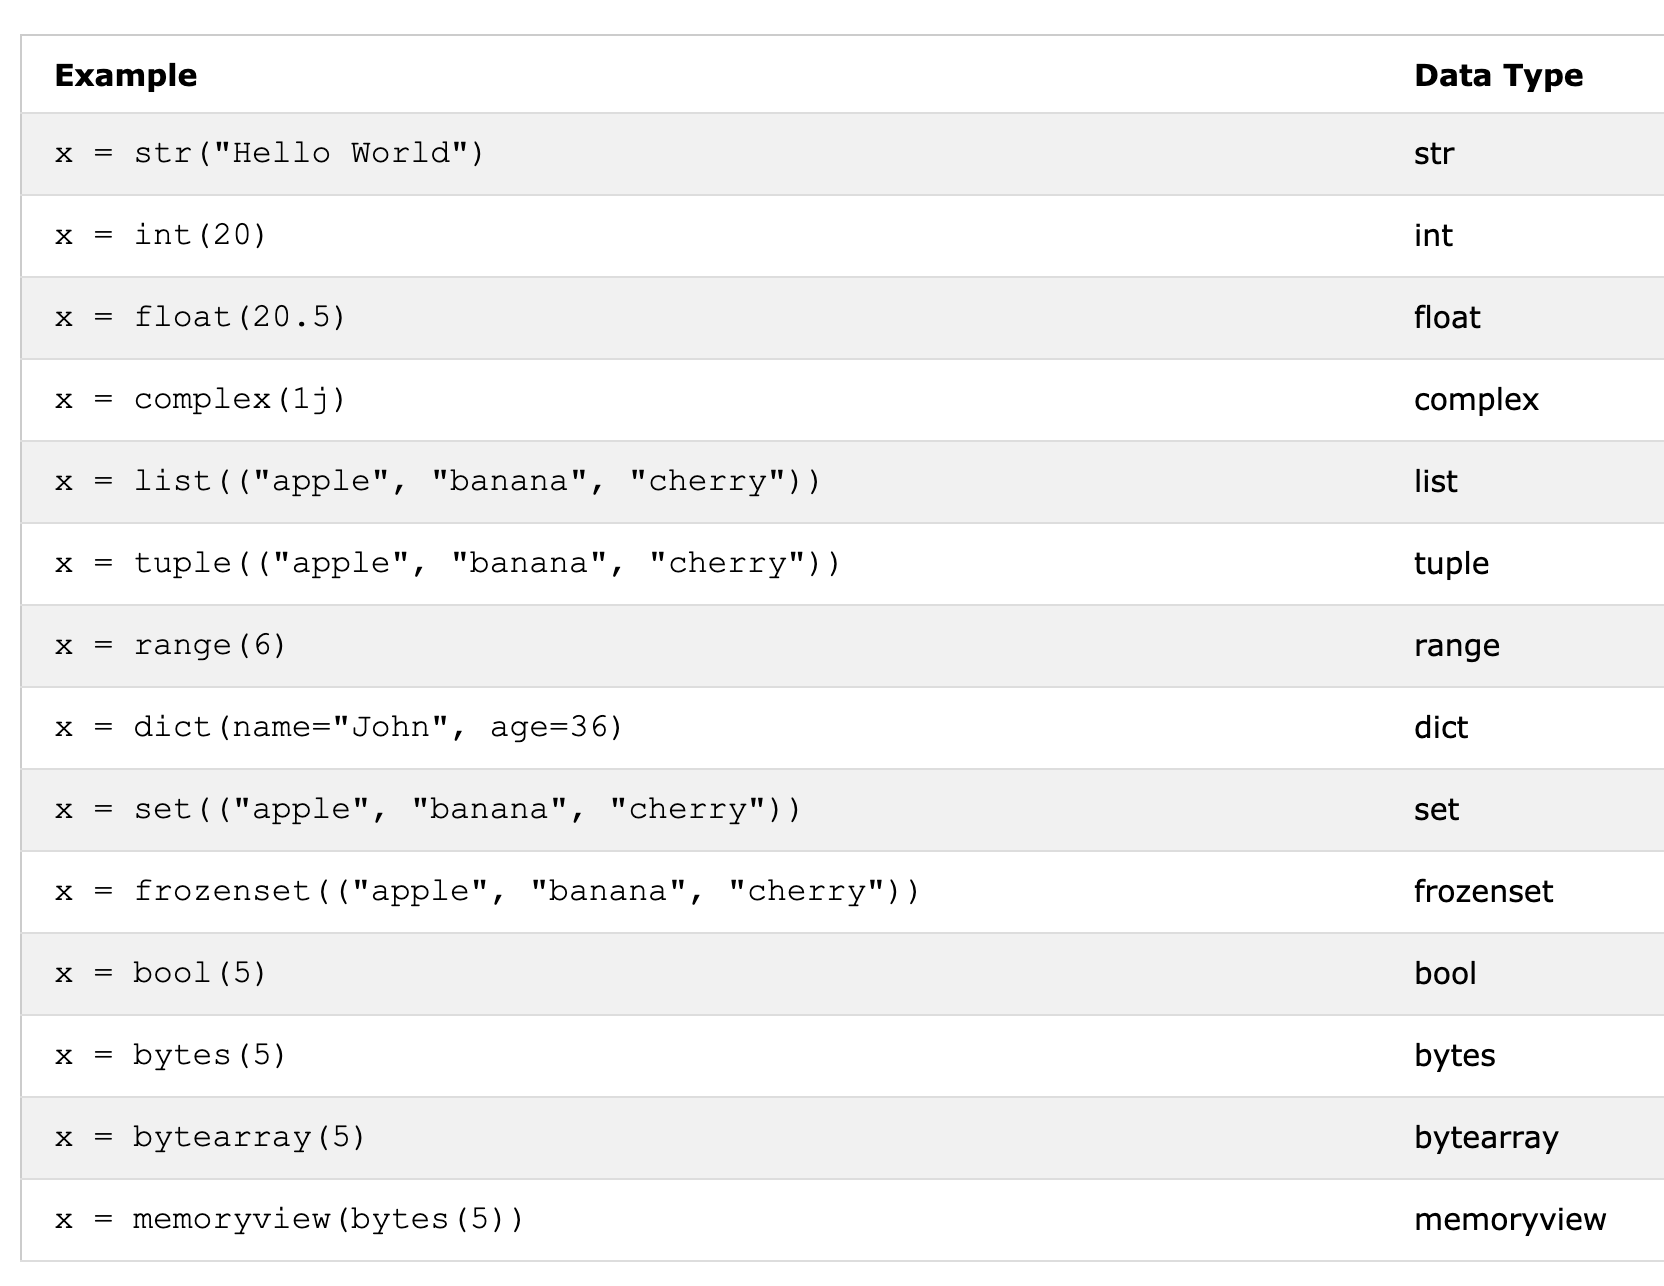 Example Data Type
x = str("Hello World") str
x = int(20) int
x = float(20.5) float
x = complex(1j) complex
x = list(("apple", "banana", "cherry")) list
x = tuple(("apple", "banana", "cherry")) tuple
x = range(6) range
x = dict(name="John", age=36) dict
x = set(("apple", "banana", "cherry")) set
x = frozenset(("apple", "banana", "cherry")) frozenset
x = bool(5) bool
x = bytes(5) bytes
x = bytearray(5) bytearray
x = memoryview(bytes(5)) memoryview